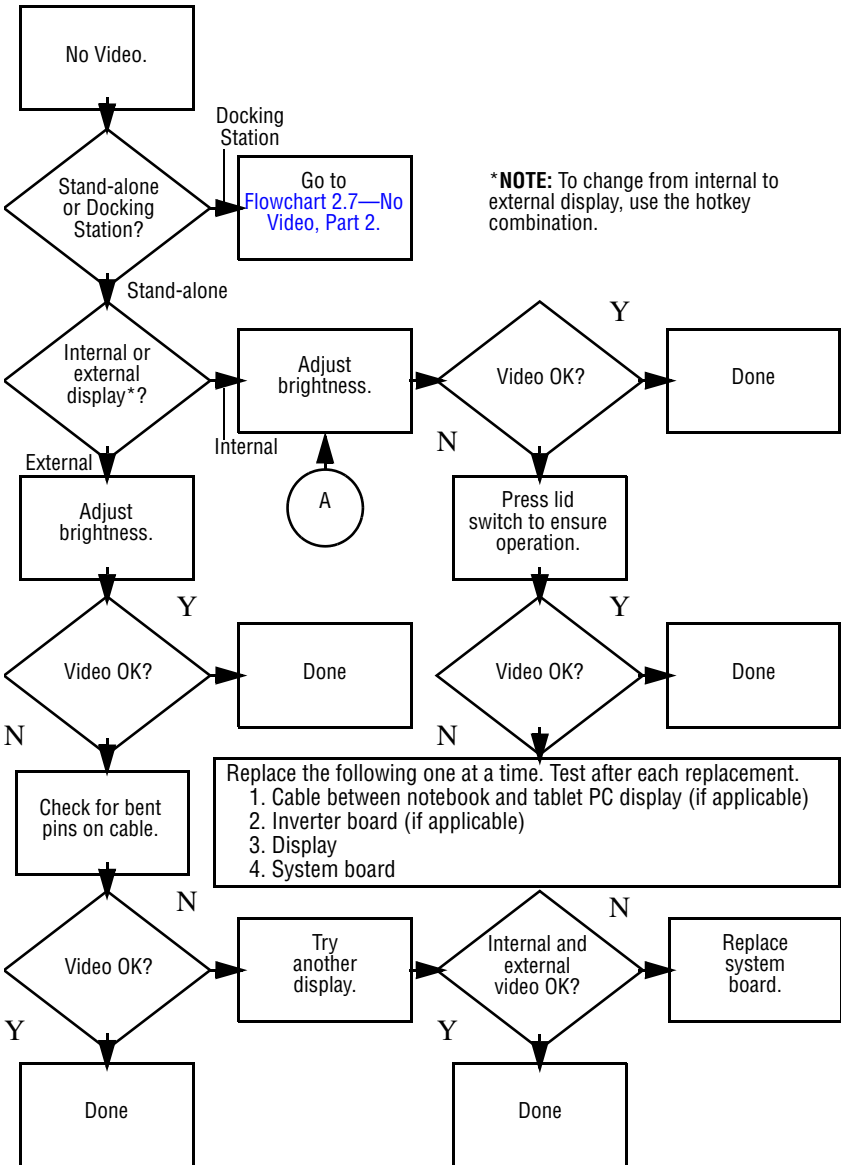 No Video.
Docking
Station
Stand-alone
or Docking
Station?
Go to
Flowchart 2.7—No
Video, Part 2.
*NOTE: To change from internal to
external display, use the hotkey
combination.
Stand-alone
Internal or
external
display*?
Internal
Adjust
brightness.
Video OK?
Y
Done
N
A
External
Adjust
brightness.
Press lid
switch to ensure
operation.
Video OK?
Y
Done
N
Video OK?
Y
Done
N
Check for bent
pins on cable.
Replace the following one at a time. Test after each replacement.
1. Cable between notebook and tablet PC display (if applicable)
2. Inverter board (if applicable)
3. Display
4. System board
Video OK?
N
Try
another
display.
Internal and
external
video OK?
N
Replace
system
board.
Y
Done
Y
Done